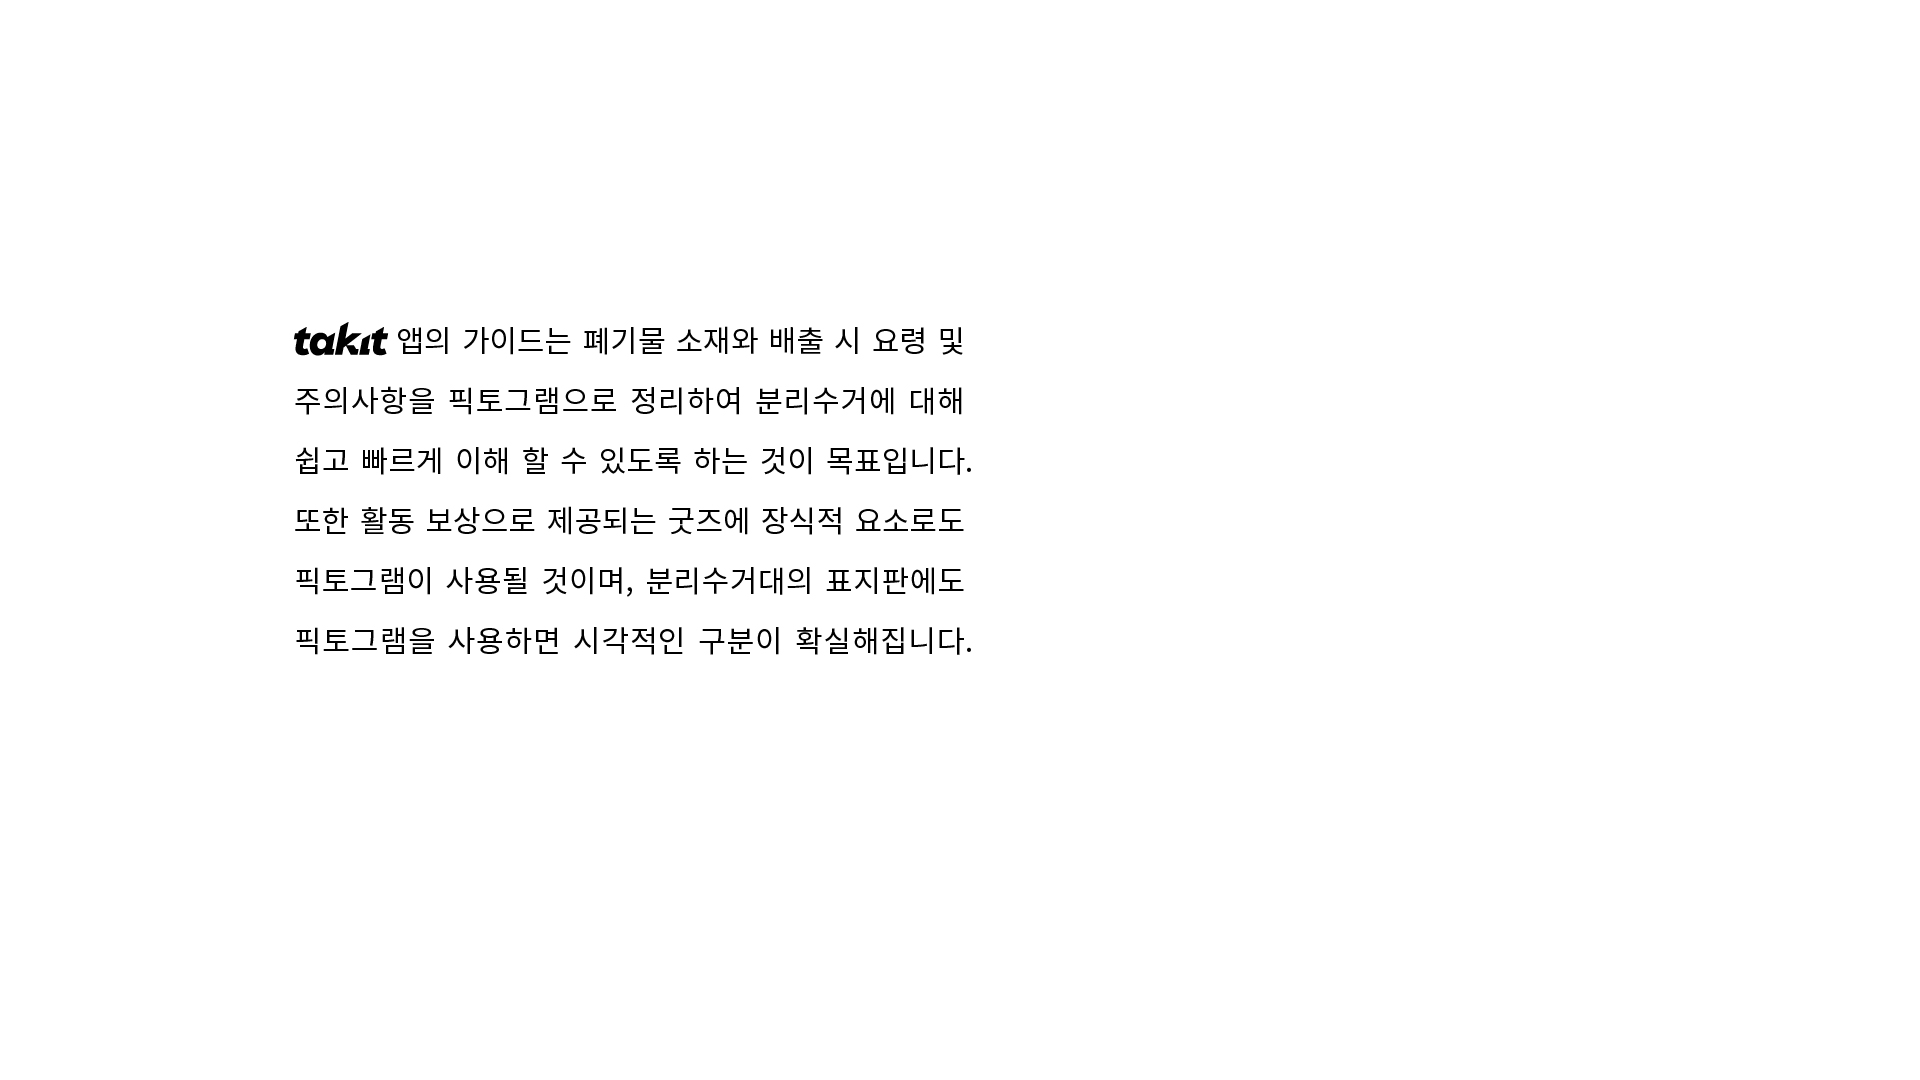 takit 앱의 가이드는 폐기물 소재와 배출 시 요령 및
주의사항을 픽토그램으로 정리하여 분리수거에 대해
쉽고 빠르게 이해 할 수 있도록 하는 것이 목표입니다.
또한 활동 보상으로 제공되는 굿즈에 장식적 요소로도
픽토그램이 사용될 것이며, 분리수거대의 표지판에도
픽토그램을 사용하면 시각적인 구분이 확실해집니다.